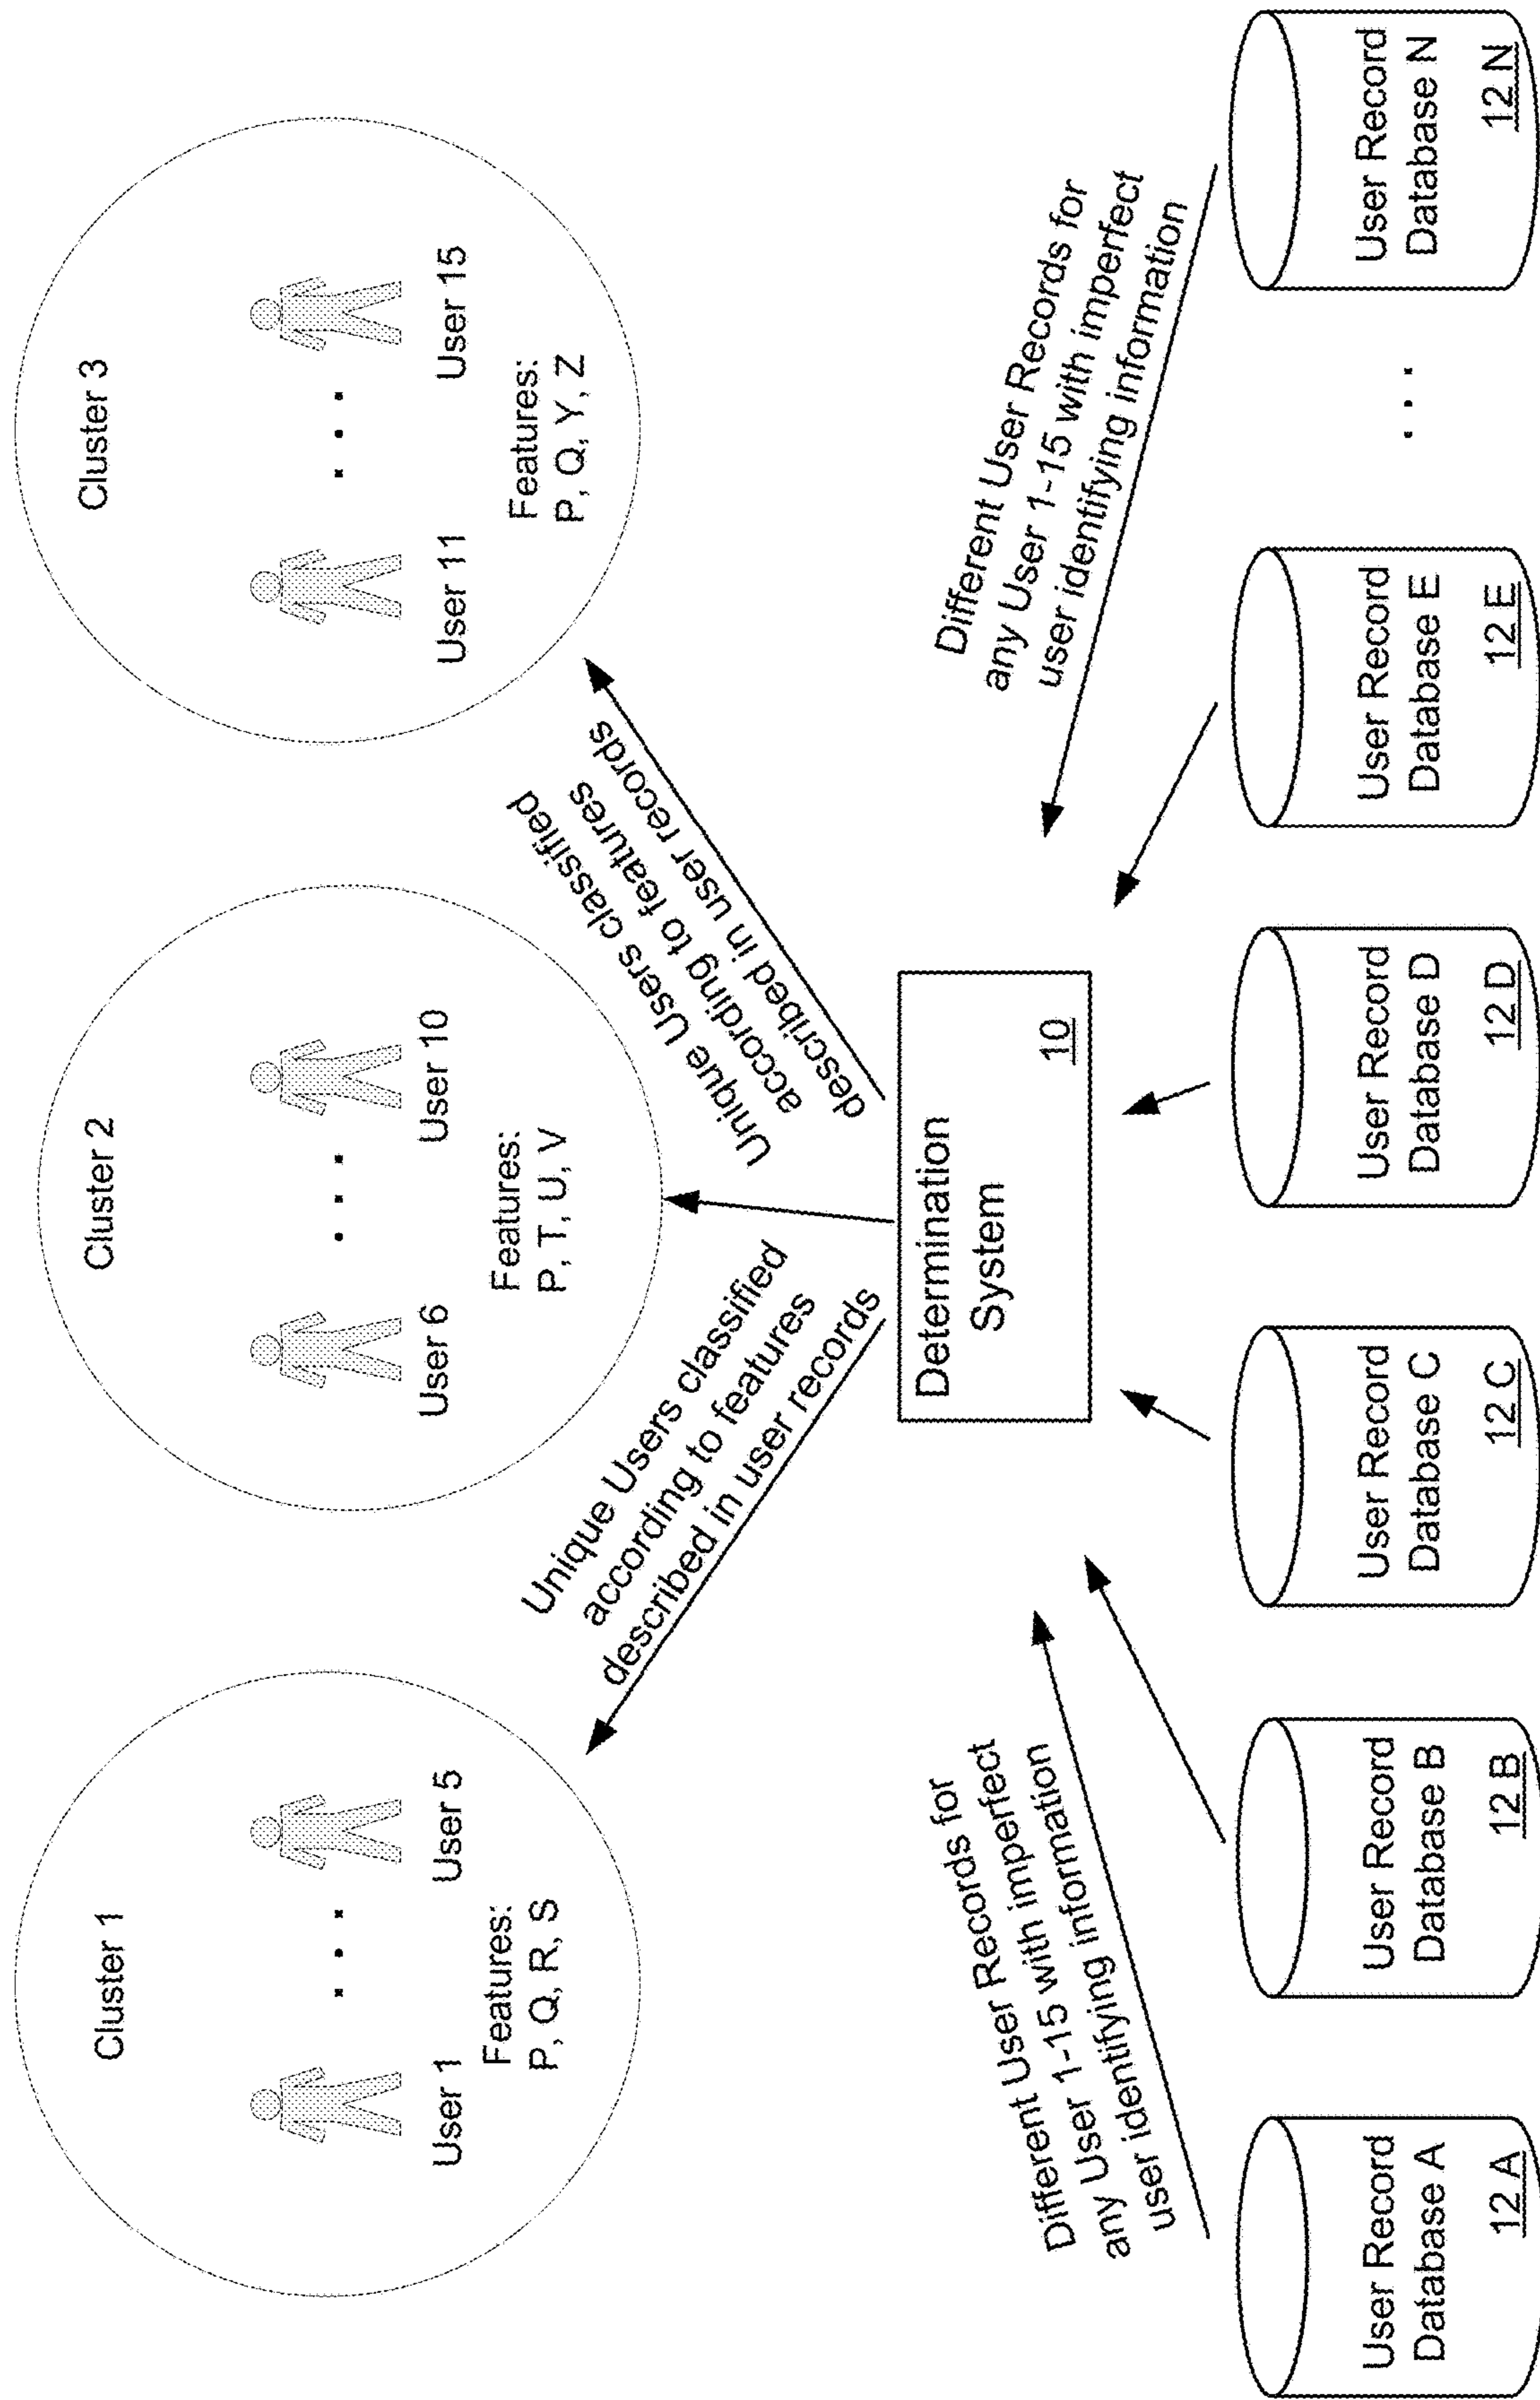 Cluster 1
User 1
. . .
User 5
Features:
P, Q, R, S
Cluster 2
User 6
. . .
User 10
Features:
P, T, U, V
Cluster 3
User 11
. . .
User 15
Features:
P, Q, Y, Z
Unique Users classified
according to features
described in user records
Unique Users classified
according to features
described in user records
Determination
System
10
Different User Records for
any User 1-15 with imperfect
user identifying information
Different User Records for
any User 1-15 with imperfect
user identifying information
User Record
Database A
12 A
User Record
Database B
12 B
User Record
Database C
12 C
User Record
Database D
12 D
User Record
Database E
12 E
. . .
User Record
Database N
12 N